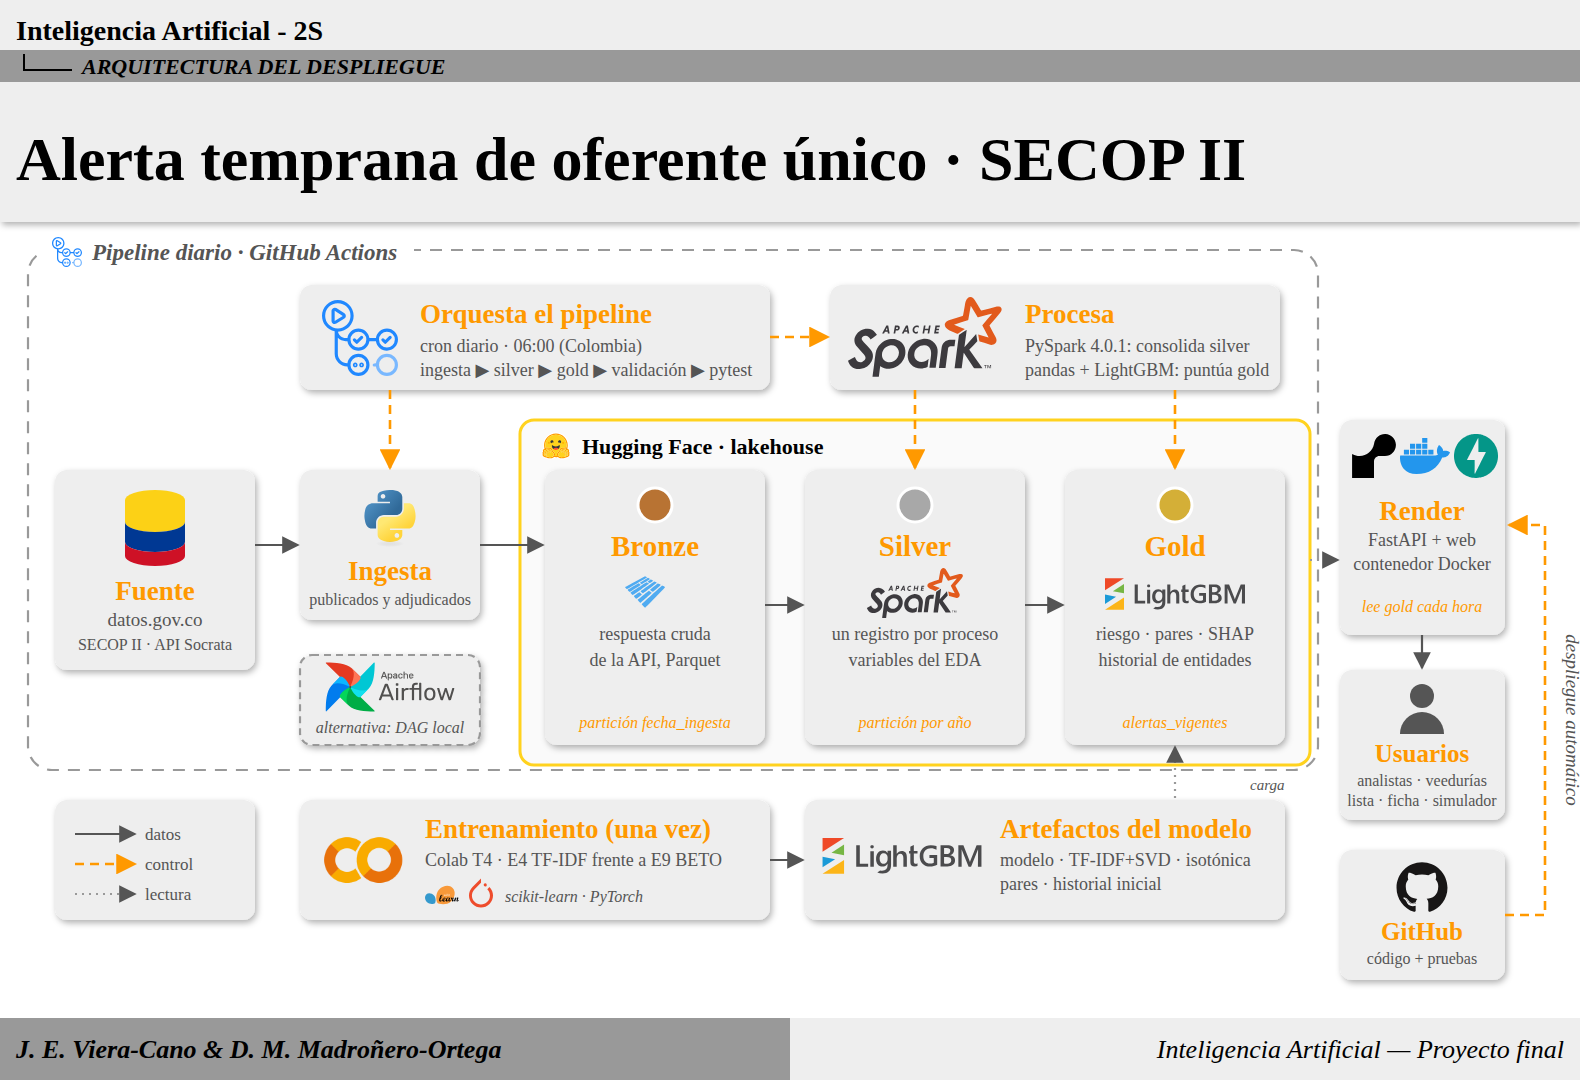 Inteligencia Artificial - 2S
ARQUITECTURA DEL DESPLIEGUE
Alerta temprana de oferente único · SECOP II
Pipeline diario · GitHub Actions
Orquesta el pipeline
cron diario · 06:00 (Colombia)
ingesta ▶ silver ▶ gold ▶ validación ▶ pytest
APACHE
Spark™
Procesa
PySpark 4.0.1: consolida silver
pandas + LightGBM: puntúa gold
Hugging Face · lakehouse
Fuente
datos.gov.co
SECOP II · API Socrata
Ingesta
publicados y adjudicados
Apache
Airflow
alternativa: DAG local
Bronze
respuesta cruda
de la API, Parquet
partición fecha_ingesta
Silver
APACHE
Spark™
un registro por proceso
variables del EDA
partición por año
Gold
LightGBM
riesgo · pares · SHAP
historial de entidades
alertas_vigentes
Render
FastAPI + web
contenedor Docker
lee gold cada hora
Usuarios
analistas · veedurías
lista · ficha · simulador
despliegue automático
GitHub
código + pruebas
carga
datos
control
lectura
Entrenamiento (una vez)
Colab T4 · E4 TF-IDF frente a E9 BETO
learn
scikit-learn · PyTorch
LightGBM
Artefactos del modelo
modelo · TF-IDF+SVD · isotónica
pares · historial inicial
J. E. Viera-Cano & D. M. Madroñero-Ortega
Inteligencia Artificial — Proyecto final